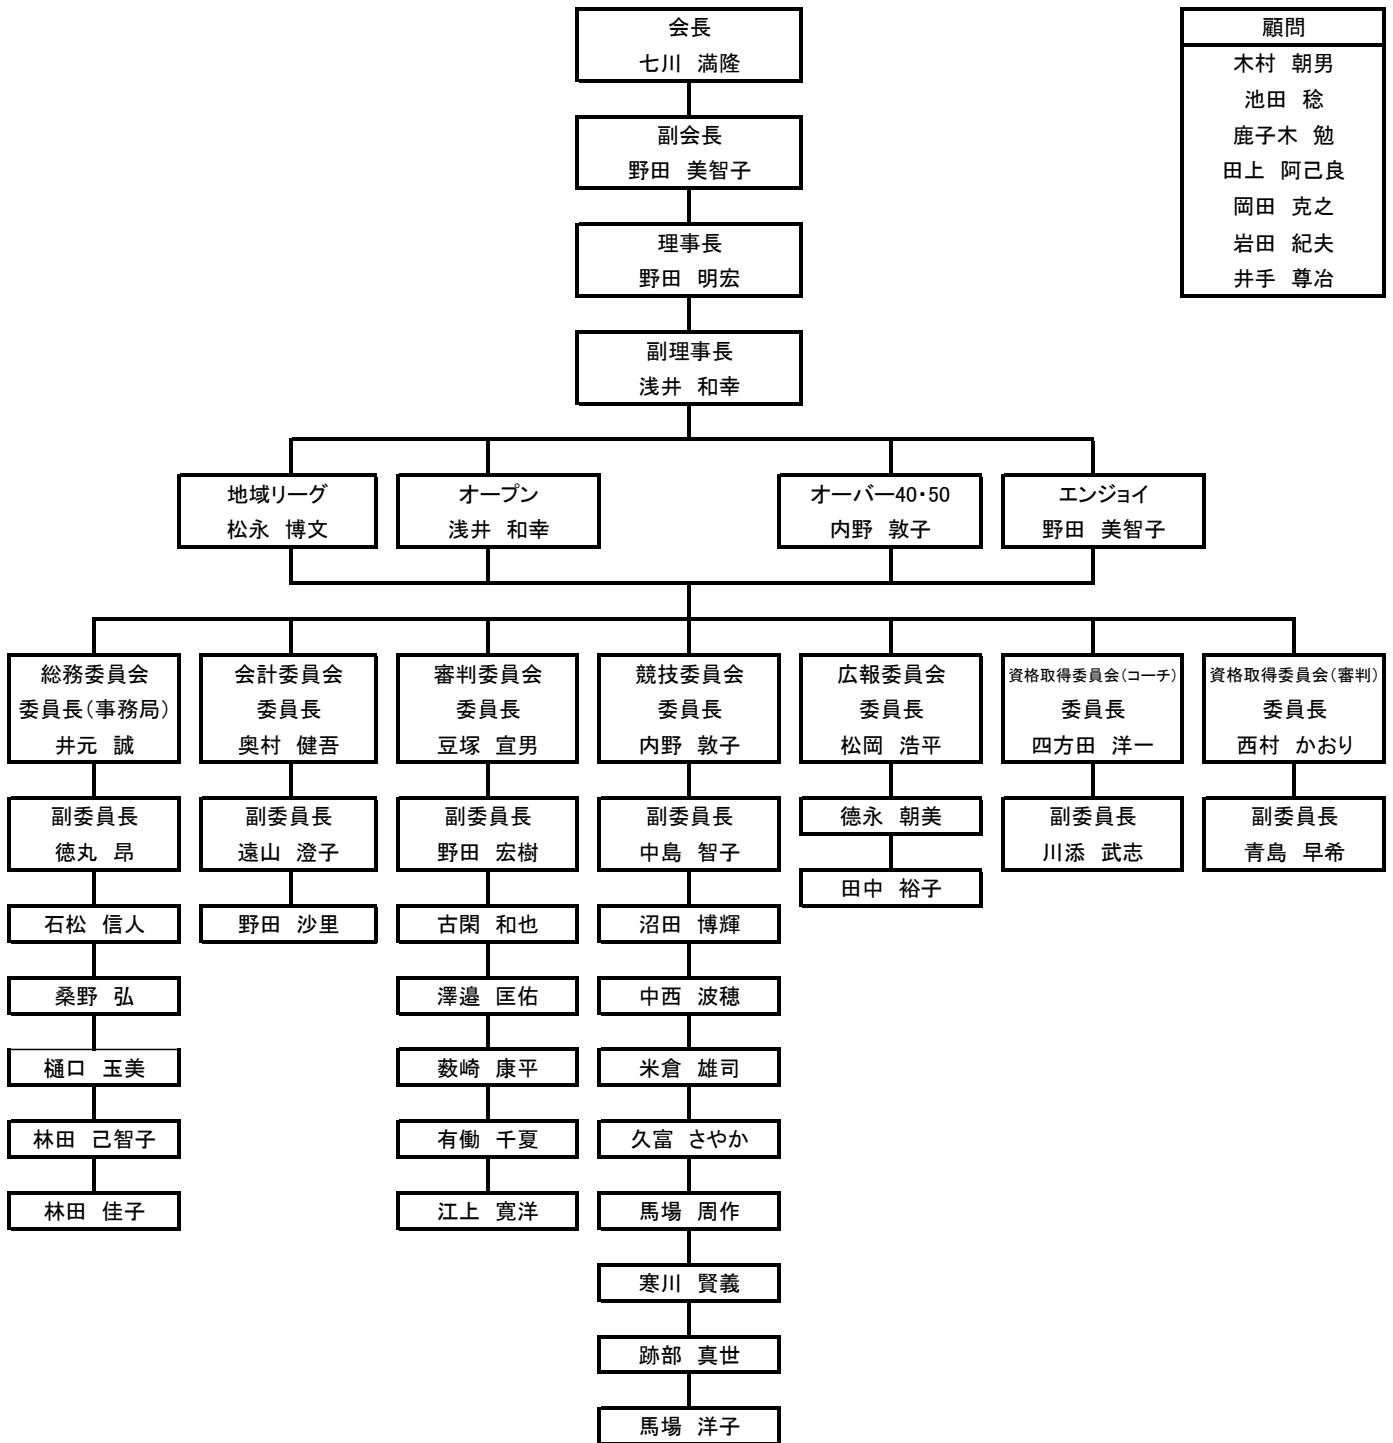 会長
七川 満隆
顧問
木村 朝男
池田 稔
鹿子木 勉
田上 阿己良
岡田 克之
岩田 紀夫
井手 尊冶
副会長
野田 美智子
理事長
野田 明宏
副理事長
浅井 和幸
地域リーグ
松永 博文
オープン
浅井 和幸
オーバー40・50
内野 敦子
エンジョイ
野田 美智子
総務委員会
委員長(事務局)
井元 誠
副委員長
徳丸 昂
石松 信人
桑野 弘
樋口 玉美
林田 己智子
林田 佳子
会計委員会
委員長
奥村 健吾
副委員長
遠山 澄子
野田 沙里
審判委員会
委員長
豆塚 宣男
副委員長
野田 宏樹
古閑 和也
澤邉 匡佑
薮崎 康平
有働 千夏
江上 寛洋
競技委員会
委員長
内野 敦子
副委員長
中島 智子
沼田 博輝
中西 波穂
米倉 雄司
久富 さやか
馬場 周作
寒川 賢義
跡部 真世
馬場 洋子
広報委員会
委員長
松岡 浩平
德永 朝美
田中 裕子
資格取得委員会(コーチ)
委員長
四方田 洋一
副委員長
川添 武志
資格取得委員会(審判)
委員長
西村 かおり
副委員長
青島 早希